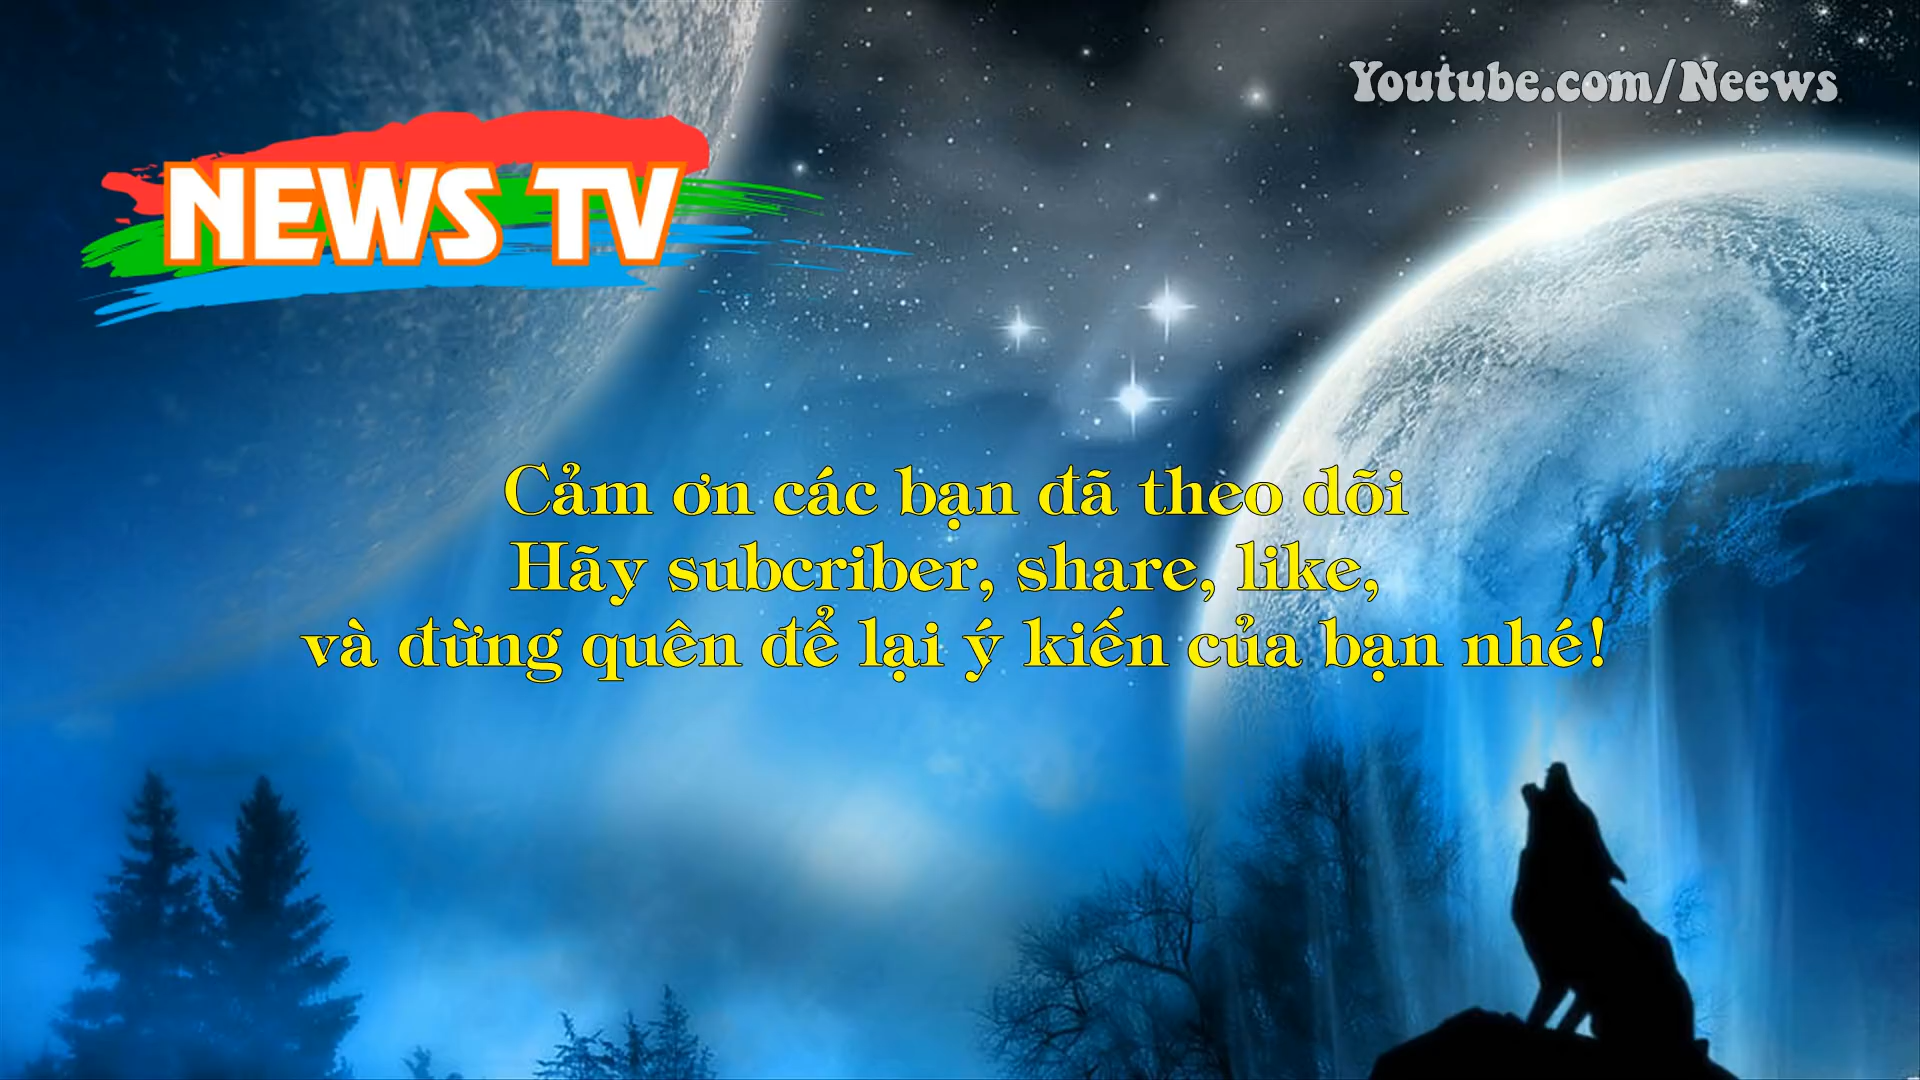 Youtube.com/Neews
NEWS TV
Cảm ơn các bạn đã theo dõi
Hãy subcriber, share, like,
và đừng quên để lại ý kiến của bạn nhé!